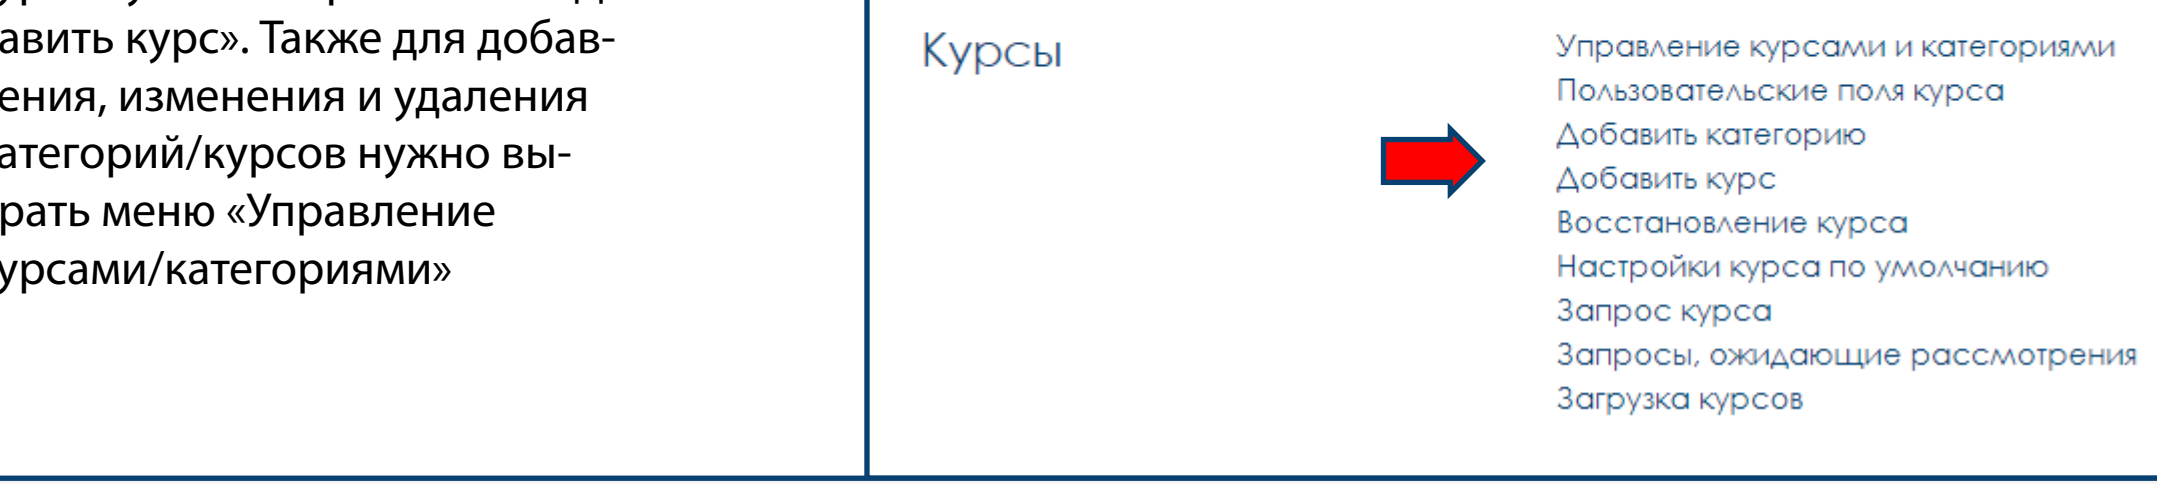 авить курс». Также для добав-
ения, изменения и удаления
атегорий/курсов нужно вы-
рать меню «Управление
урсами/категориями»
Курсы
Управление курсами и категориями
Пользовательские поля курса
Добавить категорию
Добавить курс
Восстановление курса
Настройки курса по умолчанию
Запрос курса
Запросы, ожидающие рассмотрения
Загрузка курсов